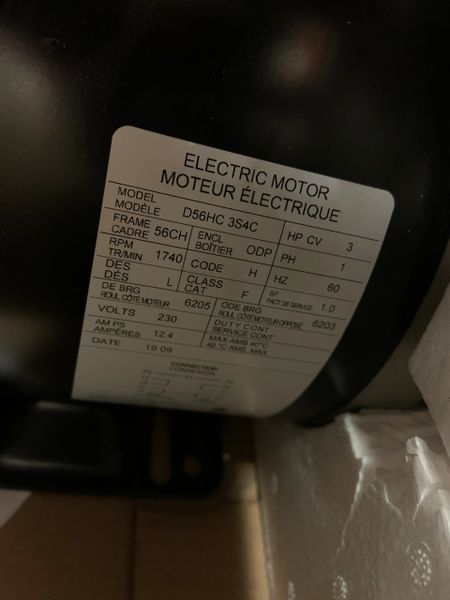 ELECTRIC MOTOR
MOTEUR ÉLECTRIQUE
MODEL
MODÈLE D56HC 3S4C HP CV 3
FRAME
CADRE 56CH ENCL
BOÎTIER ODP PH 1
RPM
TR/MIN 1740 CODE H HZ 60
DES
DÉS L CLASS
CAT. F SF
FACT DE SERVICE 1.0
DE BRG
ROUL. CÔTÉ MOTEUR 6205 ODE BRG
ROUL. CÔTÉ MOTEUR OPPOSÉ 6203
VOLTS 230 DUTY CONT
SERVICE CONT
AMPS
AMPÈRES 12.4 MAX AMB 40°C
40 °C AMB. MAX.
DATE 19.09
CONNECTION
CONNEXION